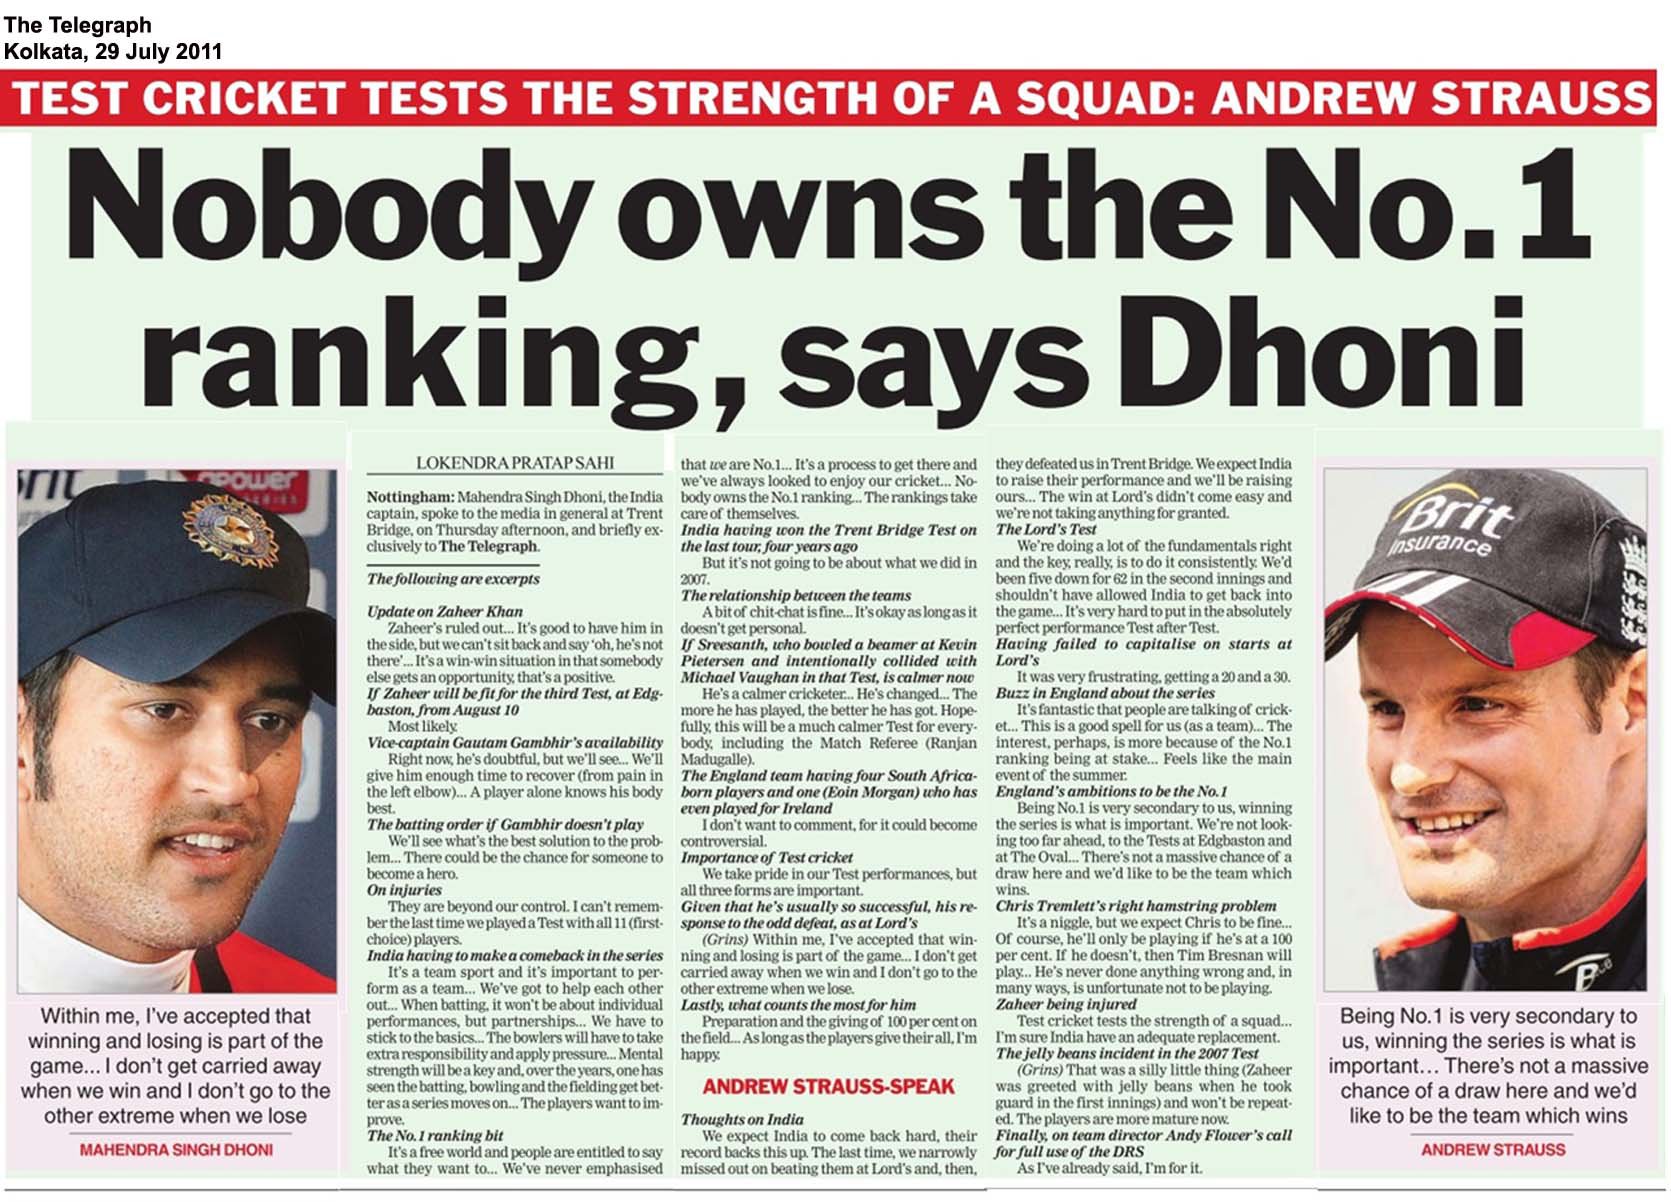 The Telegraph
Kolkata, 29 July 2011
TEST CRICKET TESTS THE STRENGTH OF A SQUAD: ANDREW STRAUSS
Nobody owns the No.1
ranking, says Dhoni
LOKENDRA PRATAP SAHI
Nottingham: Mahendra Singh Dhoni, the India
captain, spoke to the media in general at Trent
Bridge, on Thursday afternoon, and briefly ex-
clusively to The Telegraph.
The following are excerpts
Update on Zaheer Khan
Zaheer's ruled out... It's good to have him in
the side, but we can't sit back and say 'oh, he's not
there'... It's a win-win situation in that somebody
else gets an opportunity, that's a positive.
If Zaheer will be fit for the third Test, at Edg-
baston, from August 10
Most likely.
Vice-captain Gautam Gambhir's availability
Right now, he's doubtful, but we'll see... We'll
give him enough time to recover (from pain in
the left elbow)... A player alone knows his body
best.
The batting order if Gambhir doesn't play
We'll see what's the best solution to the prob-
lem... There could be the chance for someone to
become a hero.
On injuries
They are beyond our control. I can't remem-
ber the last time we played a Test with all 11 (first-
choice) players.
India having to make a comeback in the series
It's a team sport and it's important to per-
form as a team... We've got to help each other
out... When batting, it won't be about individual
performances, but partnerships... We have to
stick to the basics... The bowlers will have to take
extra responsibility and apply pressure... Mental
strength will be a key and, over the years, one has
seen the batting, bowling and the fielding get bet-
ter as a series moves on... The players want to im-
prove.
The No.1 ranking bit
It's a free world and people are entitled to say
what they want to... We've never emphasised
that we are No.1... It's a process to get there and
we've always looked to enjoy our cricket... No-
body owns the No.1 ranking... The rankings take
care of themselves.
India having won the Trent Bridge Test on
the last tour, four years ago
But it's not going to be about what we did in
2007.
The relationship between the teams
A bit of chit-chat is fine... It's okay as long as it
doesn't get personal.
If Sreesanth, who bowled a beamer at Kevin
Pietersen and intentionally collided with
Michael Vaughan in that Test, is calmer now
He's a calmer cricketer... He's changed... The
more he has played, the better he has got. Hope-
fully, this will be a much calmer Test for every-
body, including the Match Referee (Ranjan
Madugalle).
The England team having four South Africa-
born players and one (Eoin Morgan) who has
even played for Ireland
I don't want to comment, for it could become
controversial.
Importance of Test cricket
We take pride in our Test performances, but
all three forms are important.
Given that he's usually so successful, his re-
sponse to the odd defeat, as at Lord's
(Grins) Within me, I've accepted that win-
ning and losing is part of the game... I don't get
carried away when we win and I don't go to the
other extreme when we lose.
Lastly, what counts the most for him
Preparation and the giving of 100 per cent on
the field... As long as the players give their all, I'm
happy.
ANDREW STRAUSS-SPEAK
Thoughts on India
We expect India to come back hard, their
record backs this up. The last time, we narrowly
missed out on beating them at Lord's and, then,
they defeated us in Trent Bridge. We expect India
to raise their performance and we'll be raising
ours... The win at Lord's didn't come easy and
we're not taking anything for granted.
The Lord's Test
We're doing a lot of the fundamentals right
and the key, really, is to do it consistently. We'd
been five down for 62 in the second innings and
shouldn't have allowed India to get back into
the game... It's very hard to put in the absolutely
perfect performance Test after Test.
Having failed to capitalise on starts at
Lord's
It was very frustrating, getting a 20 and a 30.
Buzz in England about the series
It's fantastic that people are talking of crick-
et... This is a good spell for us (as a team)... The
interest, perhaps, is more because of the No.1
ranking being at stake... Feels like the main
event of the summer.
England's ambitions to be the No.1
Being No.1 is very secondary to us, winning
the series is what is important. We're not look-
ing too far ahead, to the Tests at Edgbaston and
at The Oval... There's not a massive chance of a
draw here and we'd like to be the team which
wins.
Chris Tremlett's right hamstring problem
It's a niggle, but we expect Chris to be fine...
Of course, he'll only be playing if he's at a 100
per cent. If he doesn't, then Tim Bresnan will
play... He's never done anything wrong and, in
many ways, is unfortunate not to be playing.
Zaheer being injured
Test cricket tests the strength of a squad...
I'm sure India have an adequate replacement.
The jelly beans incident in the 2007 Test
(Grins) That was a silly little thing (Zaheer
was greeted with jelly beans when he took
guard in the first innings) and won't be repeat-
ed. The players are more mature now.
Finally, on team director Andy Flower's call
for full use of the DRS
As I've already said, I'm for it.
Within me, I've accepted that
winning and losing is part of the
game... I don't get carried away
when we win and I don't go to the
other extreme when we lose
MAHENDRA SINGH DHONI
Brit
Insurance
Being No.1 is very secondary to
us, winning the series is what is
important... There's not a massive
chance of a draw here and we'd
like to be the team which wins
ANDREW STRAUSS